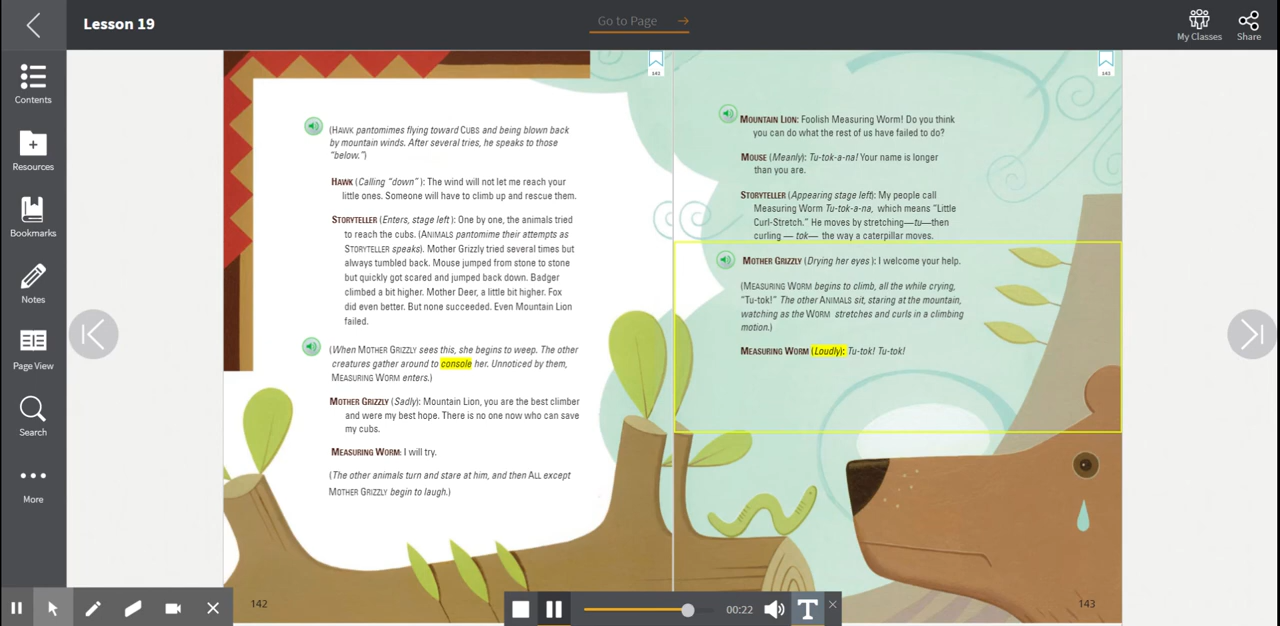 Lesson 19
Go to Page
My Classes
Share
Contents
Resources
Bookmarks
Notes
Page View
Search
More
142
(HAWK pantomimes flying toward CUBS and being blown back
by mountain winds. After several tries, he speaks to those
“below.”)
HAWK (Calling “down”): The wind will not let me reach your
little ones. Someone will have to climb up and rescue them.
STORYTELLER (Enters, stage left): One by one, the animals tried
to reach the cubs. (ANIMALS pantomime their attempts as
STORYTELLER speaks). Mother Grizzly tried several times but
always tumbled back. Mouse jumped from stone to stone
but quickly got scared and jumped back down. Badger
climbed a bit higher. Mother Deer, a little bit higher. Fox
did even better. But none succeeded. Even Mountain Lion
failed.
(When MOTHER GRIZZLY sees this, she begins to weep. The other
creatures gather around to console her. Unnoticed by them,
MEASURING WORM enters.)
MOTHER GRIZZLY (Sadly): Mountain Lion, you are the best climber
and were my best hope. There is no one now who can save
my cubs.
MEASURING WORM: I will try.
(The other animals turn and stare at him, and then ALL except
MOTHER GRIZZLY begin to laugh.)
142
143
MOUNTAIN LION: Foolish Measuring Worm! Do you think
you can do what the rest of us have failed to do?
MOUSE (Meanly): Tu-tok-a-na! Your name is longer
than you are.
STORYTELLER (Appearing stage left): My people call
Measuring Worm Tu-tok-a-na, which means “Little
Curl-Stretch.” He moves by stretching—tu—then
curling — tok— the way a caterpillar moves.
MOTHER GRIZZLY (Drying her eyes): I welcome your help.
(MEASURING WORM begins to climb, all the while crying,
“Tu-tok!” The other ANIMALS sit, staring at the mountain,
watching as the WORM stretches and curls in a climbing
motion.)
MEASURING WORM (Loudly): Tu-tok! Tu-tok!
143
00:22
T